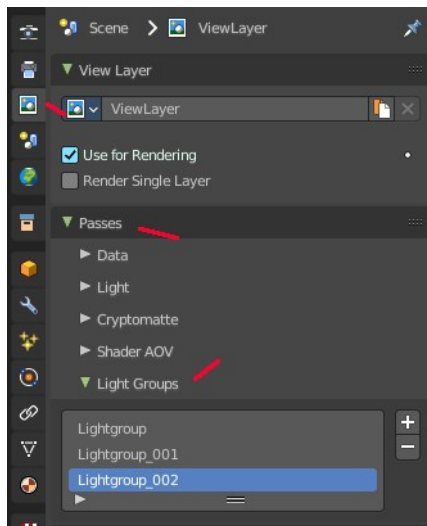 Scene ViewLayer
View Layer
ViewLayer
Use for Rendering
Render Single Layer
Passes
Data
Light
Cryptomatte
Shader AOV
Light Groups
Lightgroup
Lightgroup_001
Lightgroup_002